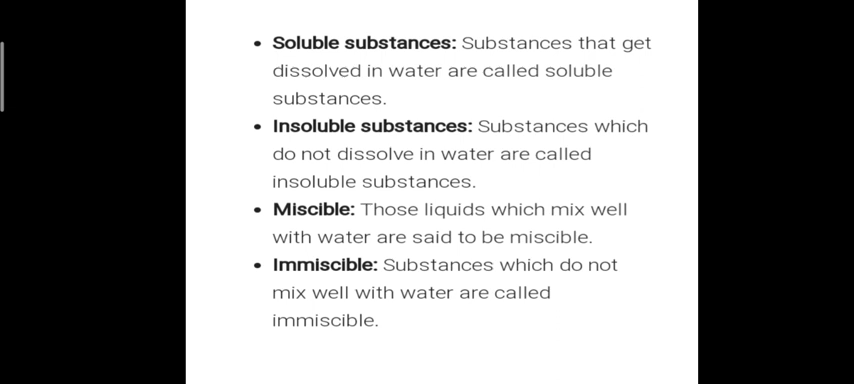 • Soluble substances: Substances that get
dissolved in water are called soluble
substances.
• Insoluble substances: Substances which
do not dissolve in water are called
insoluble substances.
• Miscible: Those liquids which mix well
with water are said to be miscible.
• Immiscible: Substances which do not
mix well with water are called
immiscible.